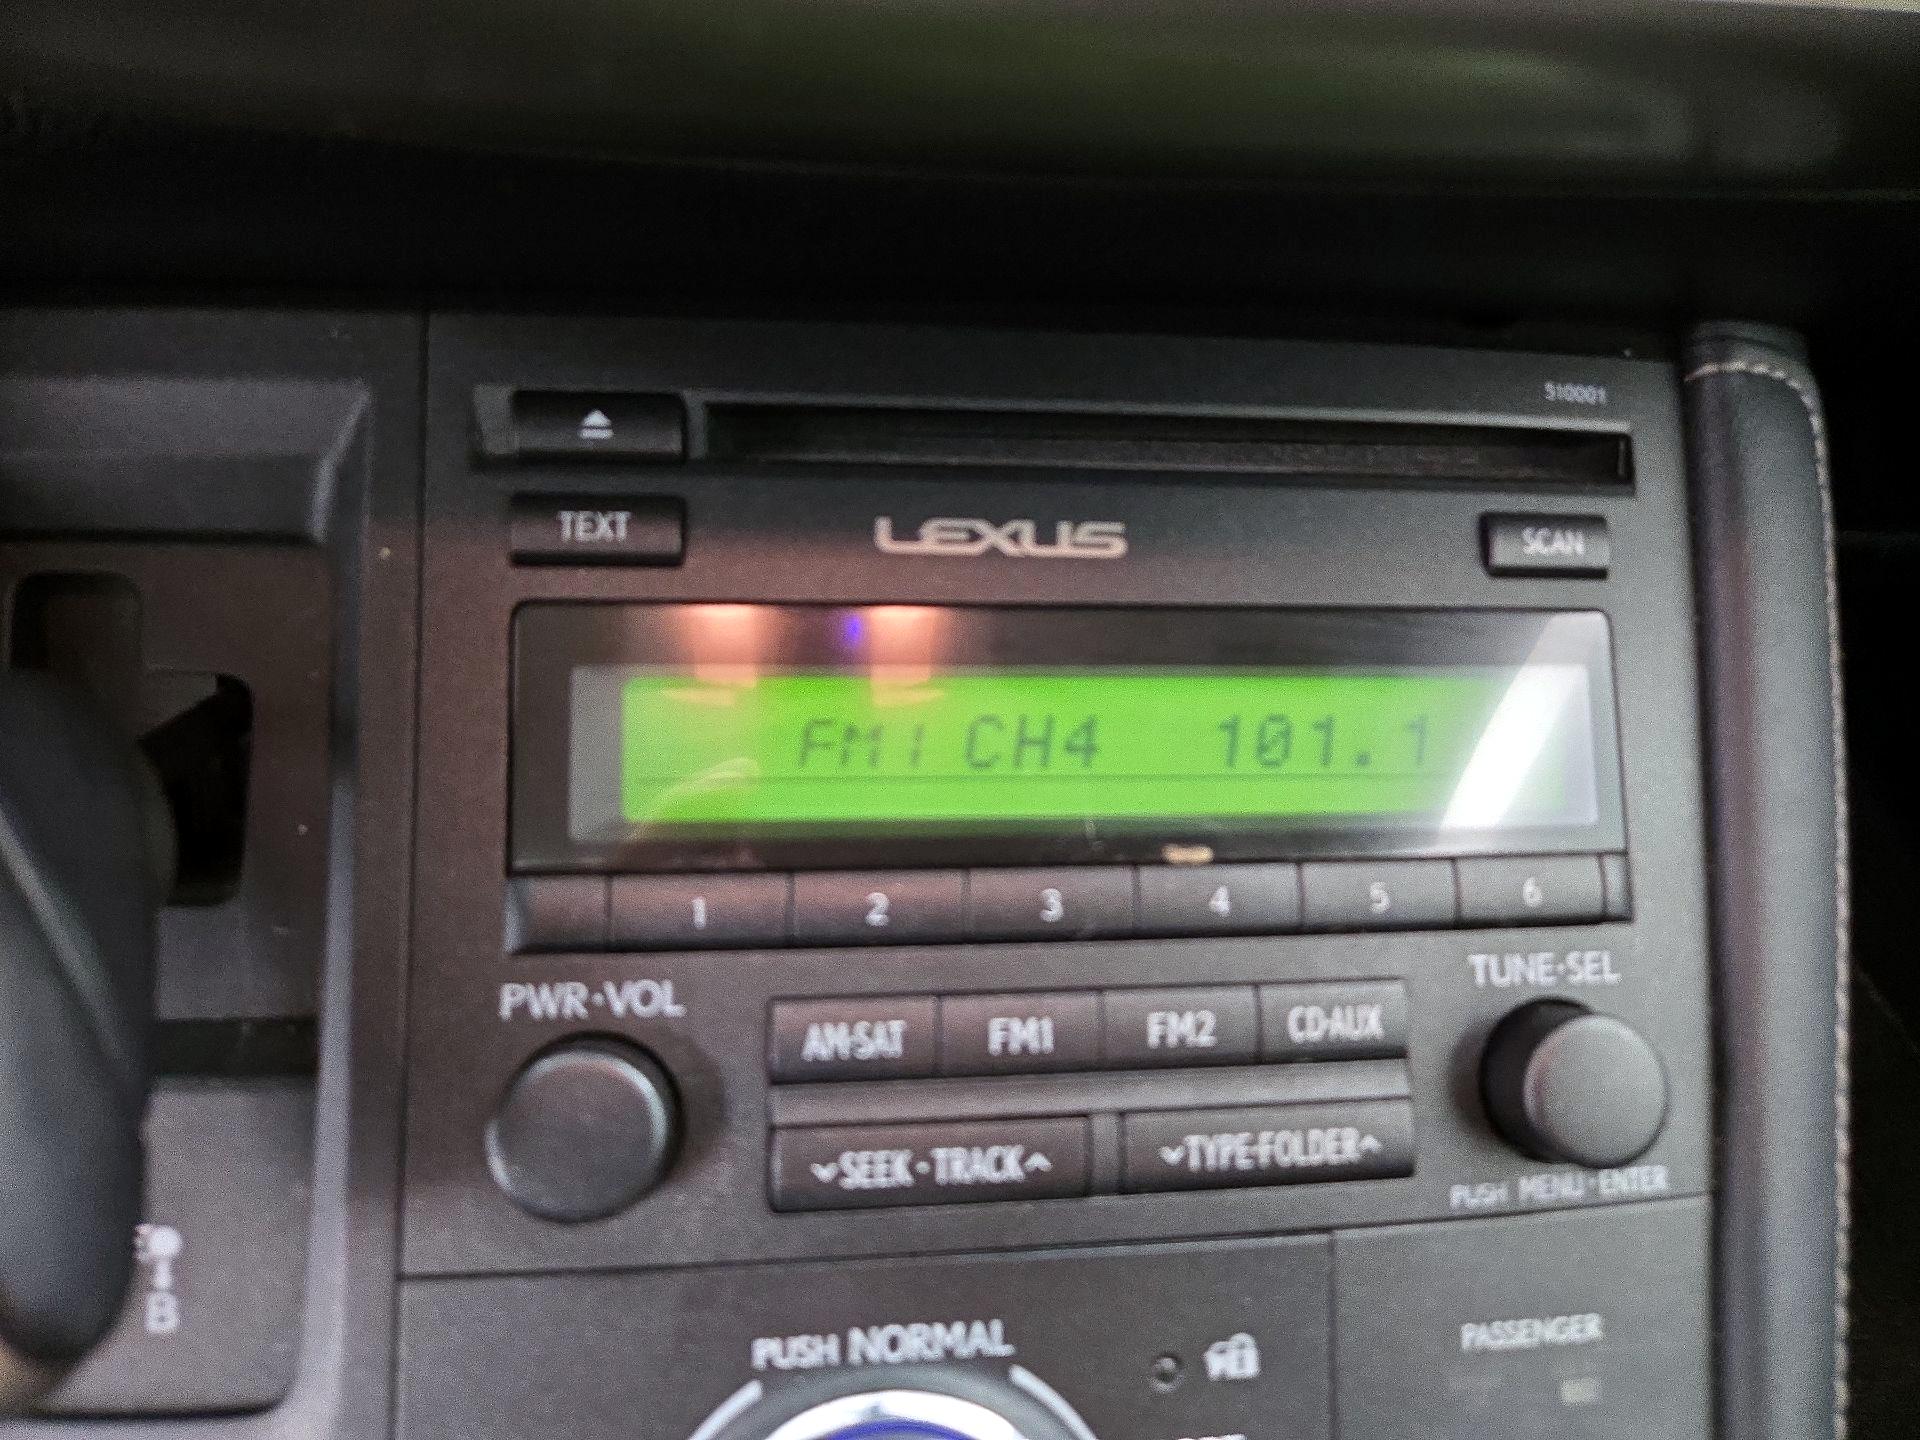 510001
TEXT
LEXUS
SCAN
FM1 CH4 101.1
1 2 3 4 5 6
PWR·VOL
TUNE·SEL
AM·SAT FM1 FM2 CD·AUX
SEEK·TRACK
TYPE·FOLDER
PUSH MENU·ENTER
B
PUSH NORMAL
PASSENGER